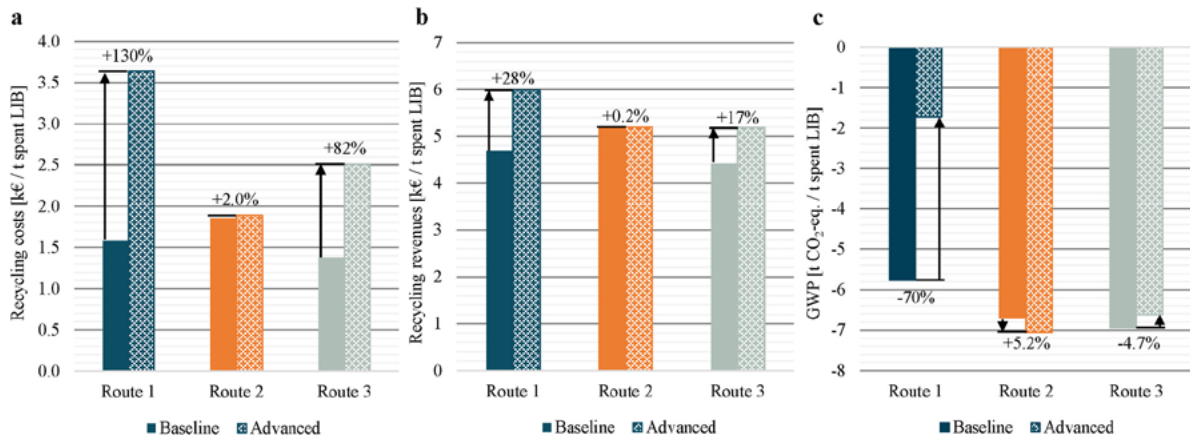 a
Recycling costs [k€ / t spent LIB]
4.0
3.5
3.0
2.5
2.0
1.5
1.0
0.5
0.0
+130%
+2.0%
+82%
Route 1 Route 2 Route 3
Baseline Advanced
b
Recycling revenues [k€ / t spent LIB]
7
6
5
4
3
2
1
0
+28%
+0.2%
+17%
Route 1 Route 2 Route 3
Baseline Advanced
c
GWP [t CO₂-eq. / t spent LIB]
0
-1
-2
-3
-4
-5
-6
-7
-8
-70%
+5.2%
-4.7%
Route 1 Route 2 Route 3
Baseline Advanced